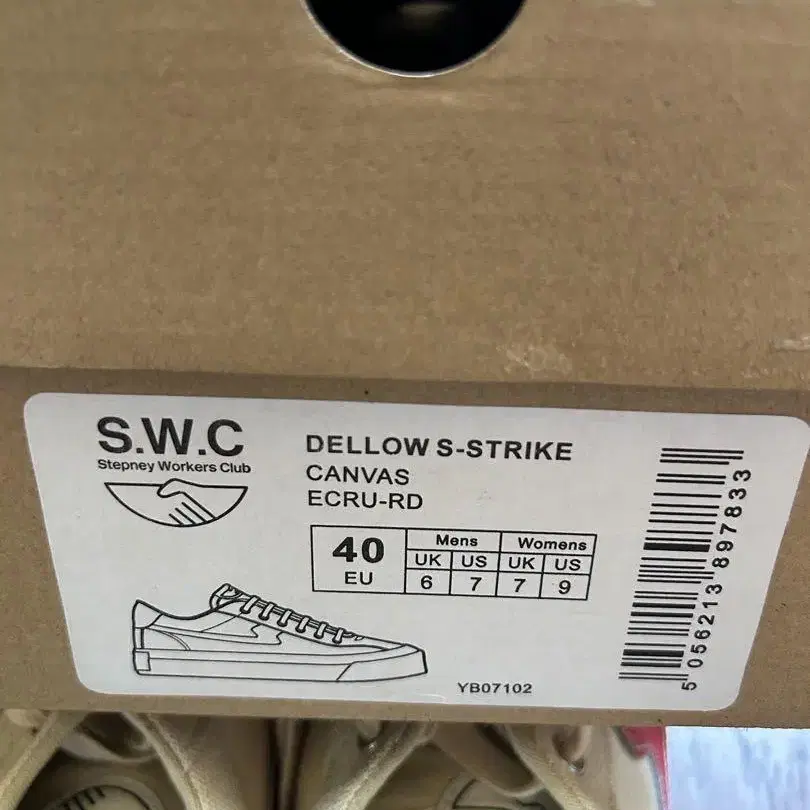 S.W.C
Stepney Workers Club
DELLOW S-STRIKE
CANVAS
ECRU-RD
40
EU
Mens Womens
UK US UK US
6 7 7 9
YB07102
5 056213 897833